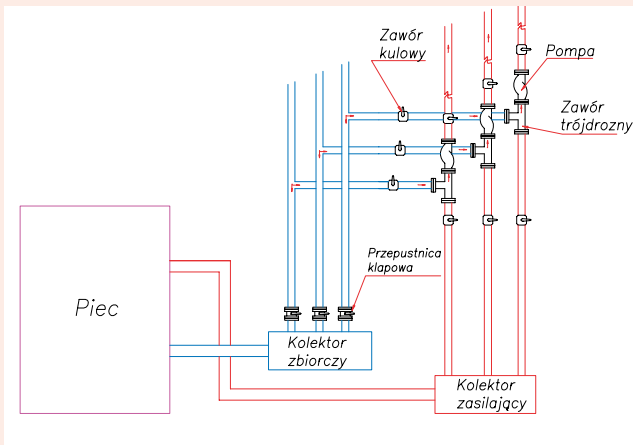 Zawór
kulowy
Pompa
Zawór
trójdrozny
Przepustnica
klapowa
Piec
Kolektor
zbiorczy
Kolektor
zasilający